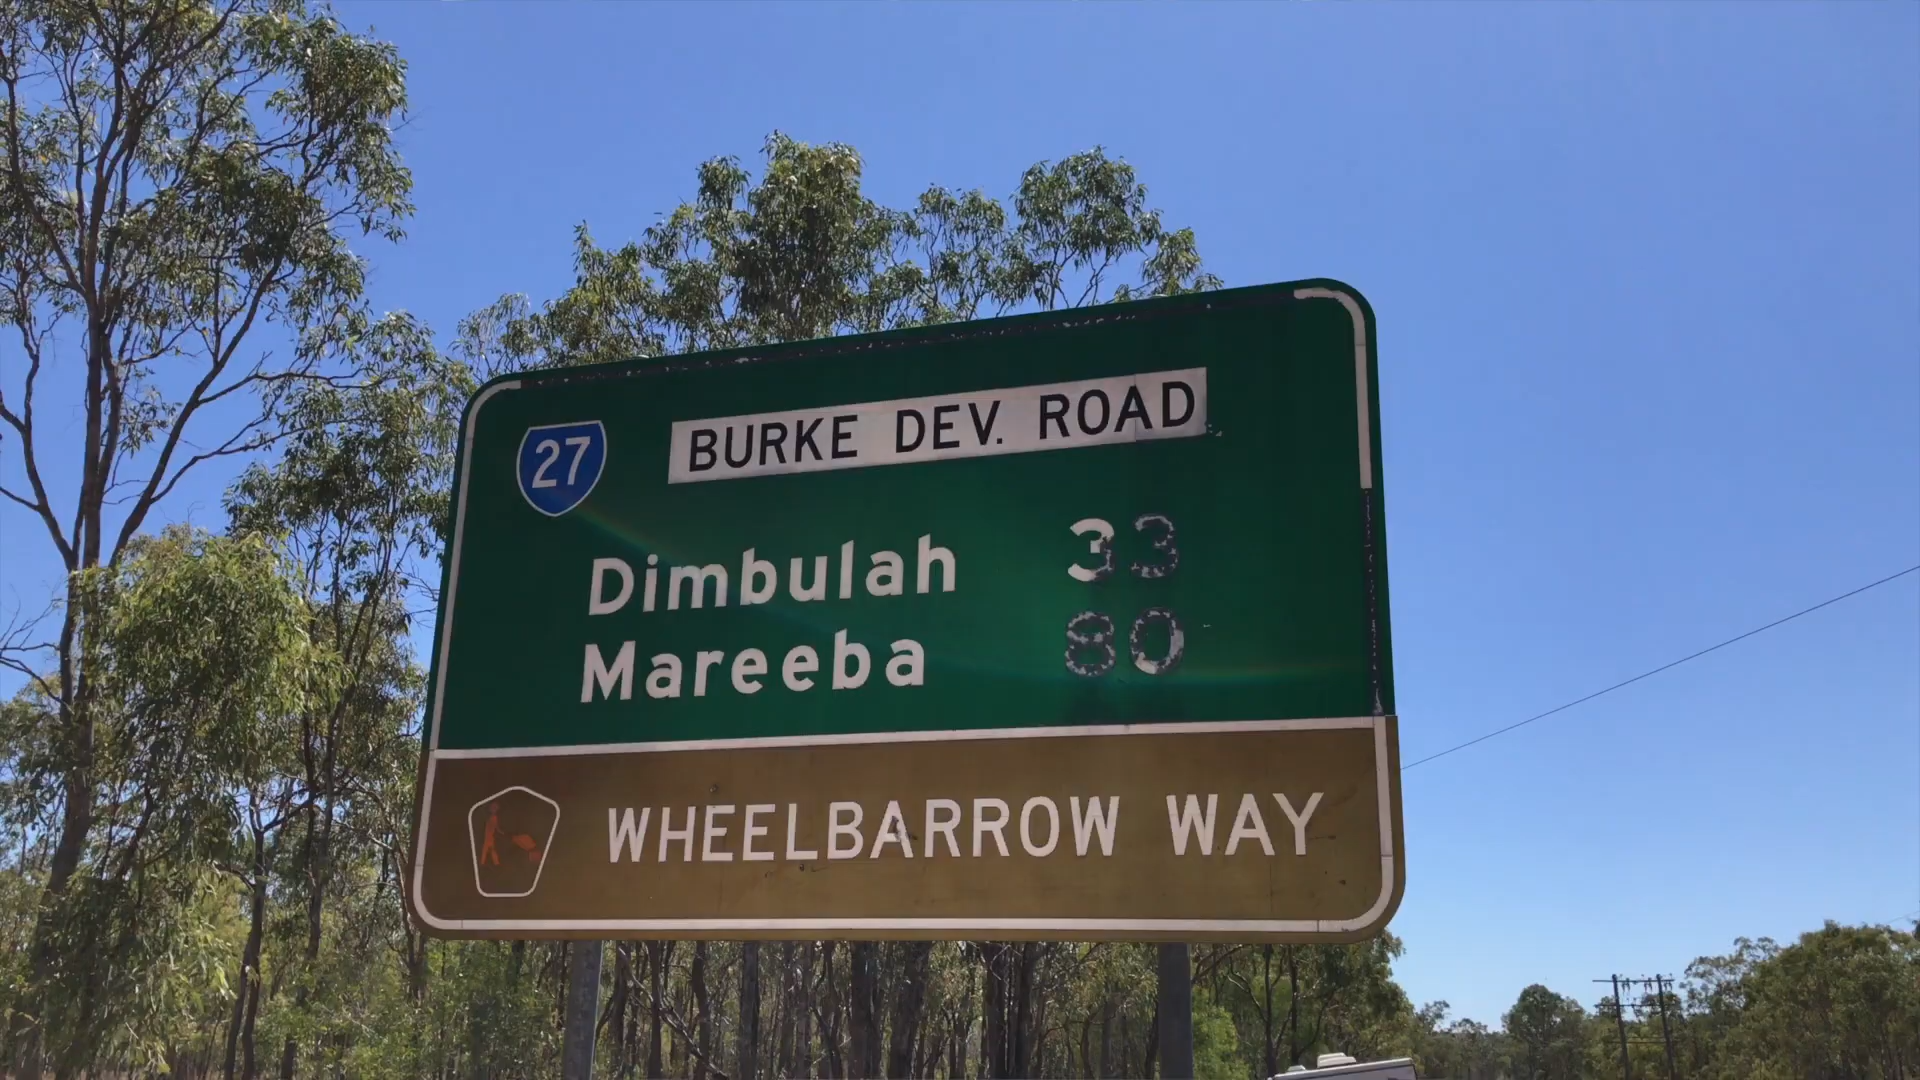 27
BURKE DEV. ROAD
Dimbulah 33
Mareeba 80
WHEELBARROW WAY